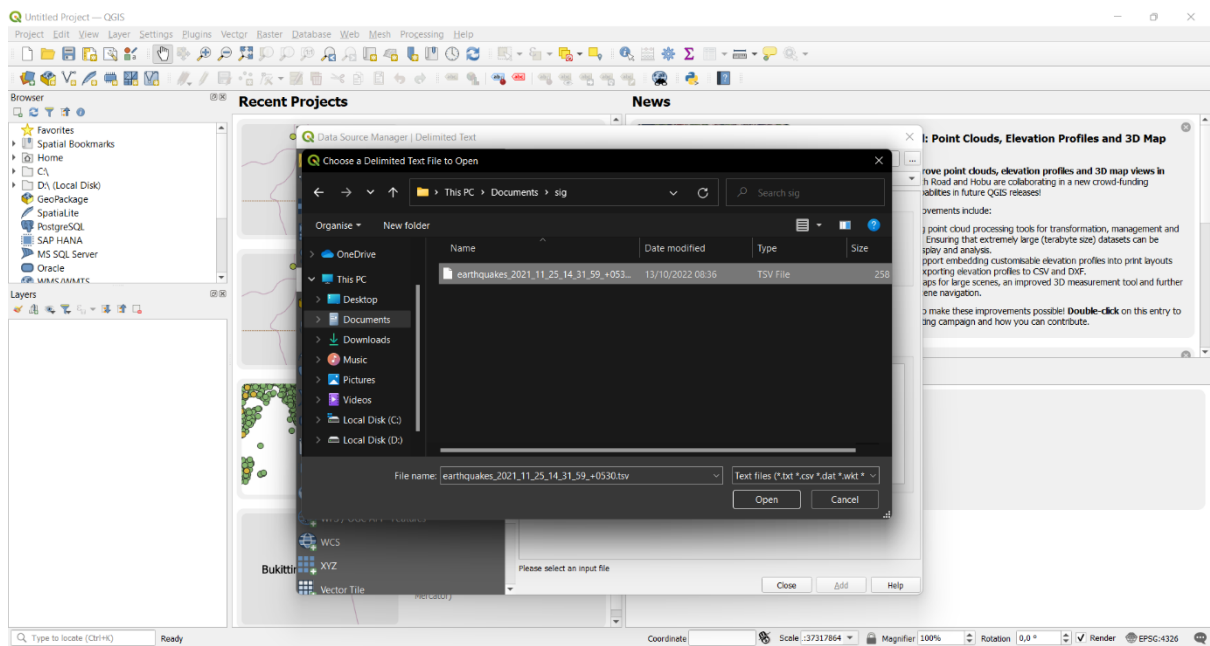 Untitled Project — QGIS
Project Edit View Layer Settings Plugins Vector Raster Database Web Mesh Processing Help
Browser
Favorites
Spatial Bookmarks
Home
C:\
D:\ (Local Disk)
GeoPackage
SpatiaLite
PostgreSQL
SAP HANA
MS SQL Server
Oracle
WMS/WMTS
Layers
Recent Projects
News
Data Source Manager | Delimited Text
Choose a Delimited Text File to Open
This PC > Documents > sig
Search sig
Organise
New folder
Name Date modified Type Size
earthquakes_2021_11_25_14_31_59_+053... 13/10/2022 08:36 TSV File 258
OneDrive
This PC
Desktop
Documents
Downloads
Music
Pictures
Videos
Local Disk (C:)
Local Disk (D:)
File name: earthquakes_2021_11_25_14_31_59_+0530.tsv
Text files (*.txt *.csv *.dat *.wkt *
Open Cancel
WCS
XYZ
Vector Tile
Please select an input file
Close Add Help
: Point Clouds, Elevation Profiles and 3D Map
rove point clouds, elevation profiles and 3D map views in
h Road and Hobu are collaborating in a new crowd-funding
abilities in future QGIS releases!
ovements include:
point cloud processing tools for transformation, management and
Ensuring that extremely large (terabyte size) datasets can be
splay and analysis.
pport embedding customisable elevation profiles into print layouts
xporting elevation profiles to CSV and DXF.
aps for large scenes, an improved 3D measurement tool and further
ene navigation.
o make these improvements possible! Double-click on this entry to
ding campaign and how you can contribute.
Bukittin
Mercator)
Type to locate (Ctrl+K)
Ready
Coordinate
Scale :37317864
Magnifier 100%
Rotation 0,0 °
Render
EPSG:4326